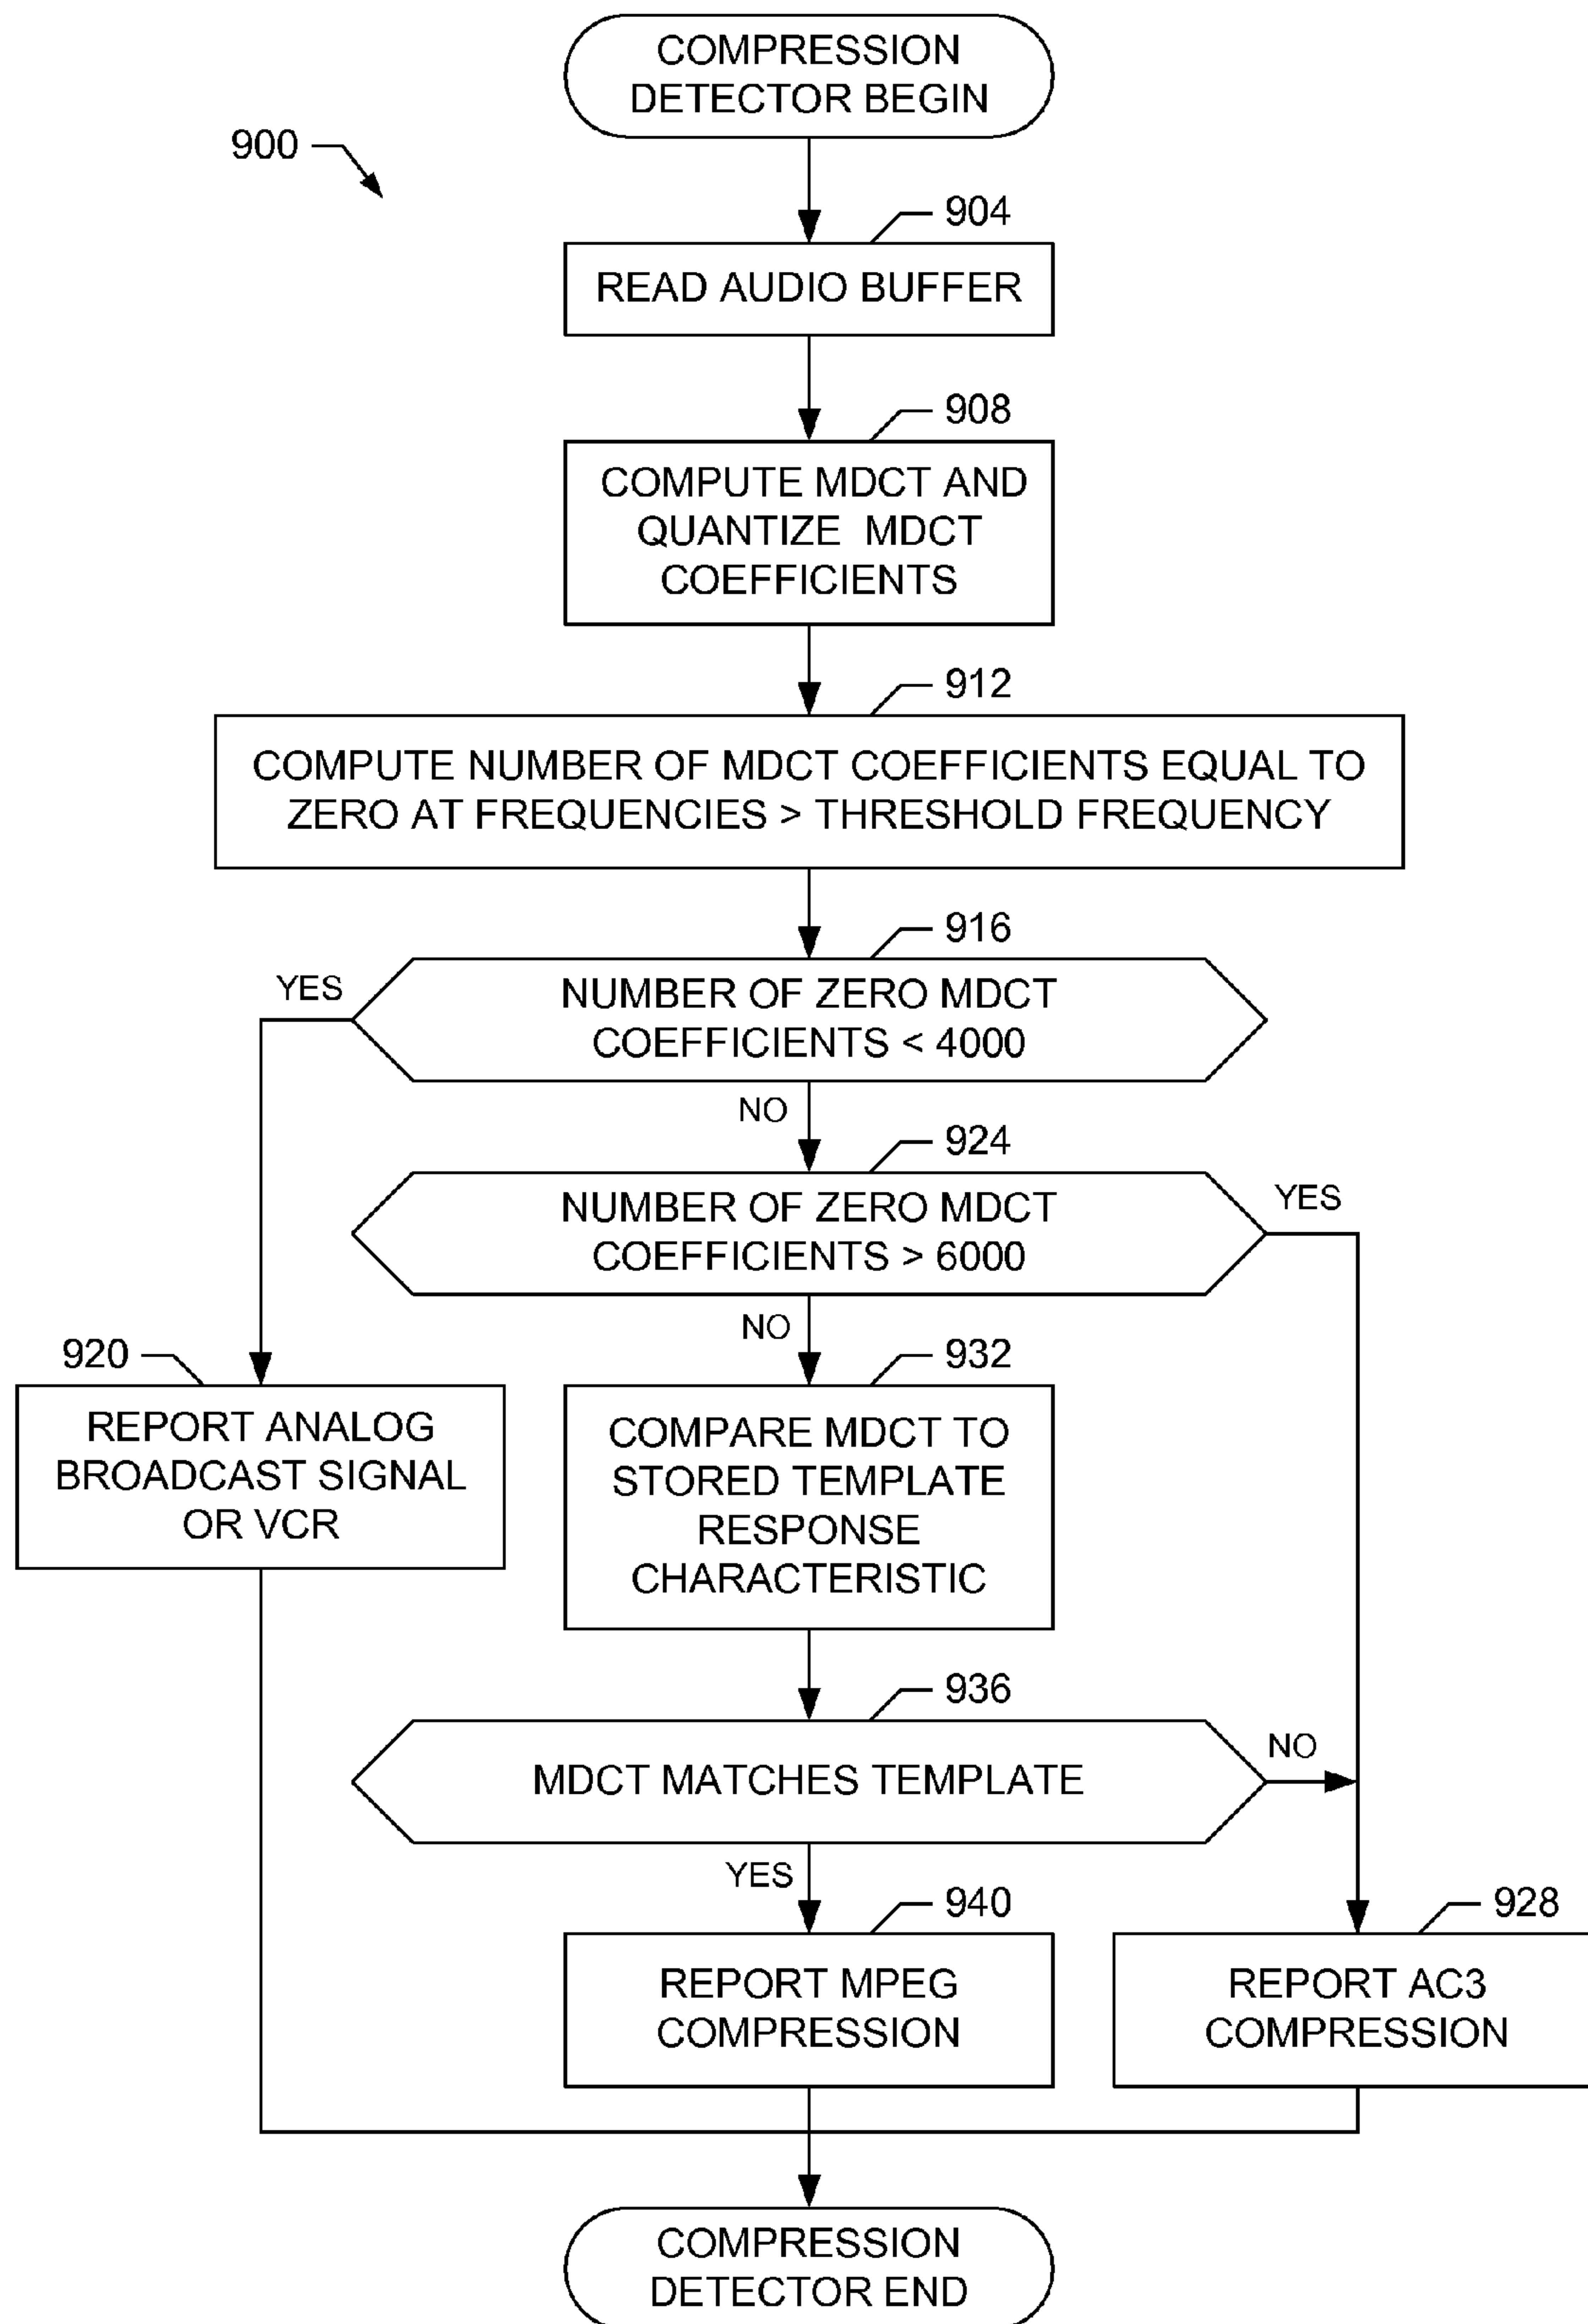 COMPRESSION
DETECTOR BEGIN
900
904
READ AUDIO BUFFER
908
COMPUTE MDCT AND
QUANTIZE MDCT
COEFFICIENTS
912
COMPUTE NUMBER OF MDCT COEFFICIENTS EQUAL TO
ZERO AT FREQUENCIES > THRESHOLD FREQUENCY
916
YES
NUMBER OF ZERO MDCT
COEFFICIENTS < 4000
NO
924
NUMBER OF ZERO MDCT
COEFFICIENTS > 6000
YES
NO
920
REPORT ANALOG
BROADCAST SIGNAL
OR VCR
932
COMPARE MDCT TO
STORED TEMPLATE
RESPONSE
CHARACTERISTIC
936
MDCT MATCHES TEMPLATE
NO
YES
940
REPORT MPEG
COMPRESSION
928
REPORT AC3
COMPRESSION
COMPRESSION
DETECTOR END